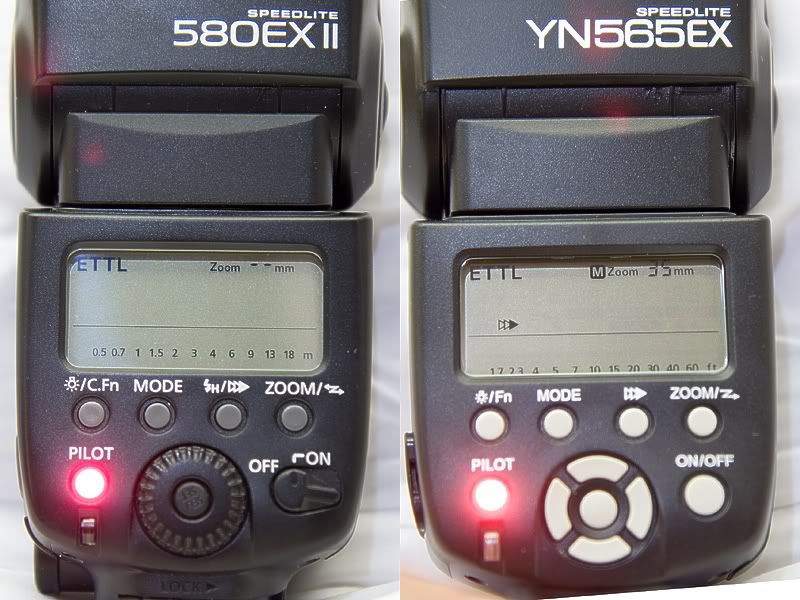 SPEEDLITE
580EX II
ETTL Zoom -- mm
0.5 0.7 1 1.5 2 3 4 6 9 13 18 m
/C.Fn MODE H/ ZOOM/
PILOT
OFF ON
LOCK
SPEEDLITE
YN565EX
ETTL M Zoom 35 mm
1.7 2.3 4 5 7 10 15 20 30 40 60 ft
/Fn MODE ZOOM/
PILOT ON/OFF